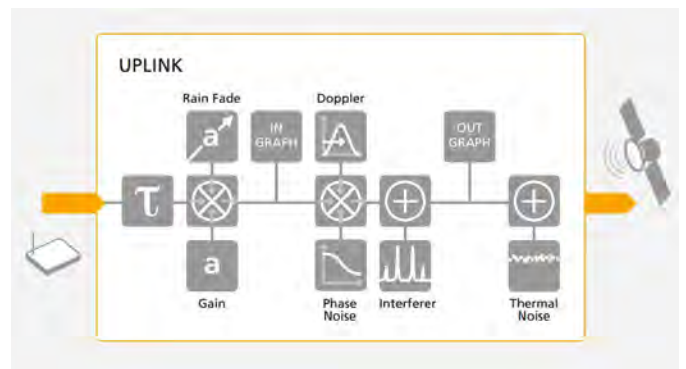 UPLINK
Rain Fade
Doppler
a
IN
GRAPH
OUT
GRAPH
τ
a
Gain
Phase
Noise
Interferer
Thermal
Noise